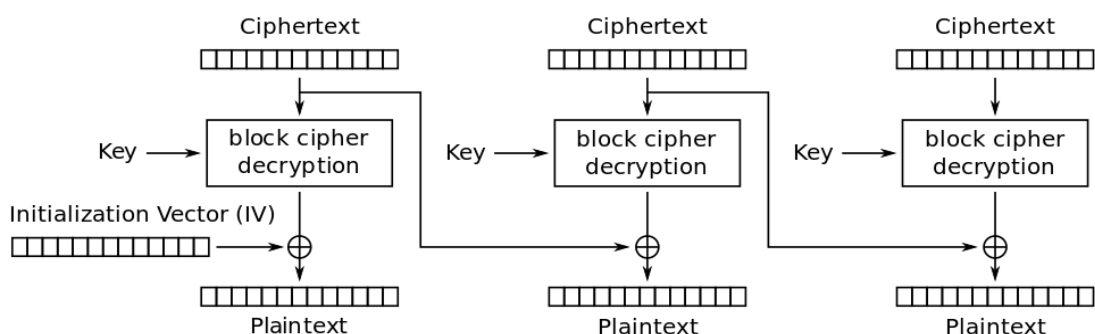 Ciphertext
Ciphertext
Ciphertext
Key
block cipher
decryption
Key
block cipher
decryption
Key
block cipher
decryption
Initialization Vector (IV)
Plaintext
Plaintext
Plaintext